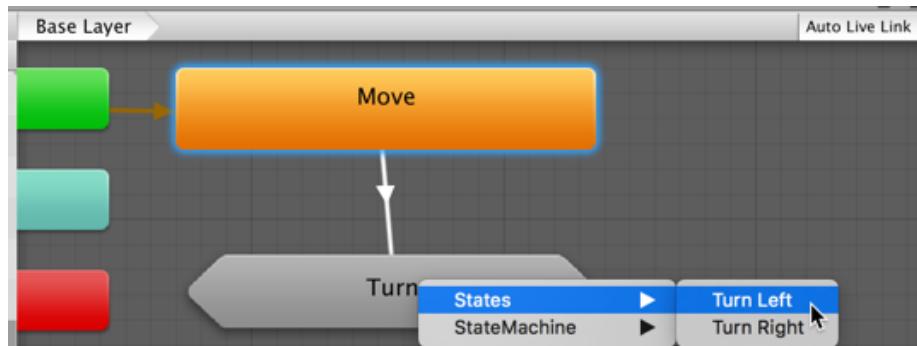 Base Layer
Auto Live Link
Move
Turn
States
Turn Left
StateMachine
Turn Right